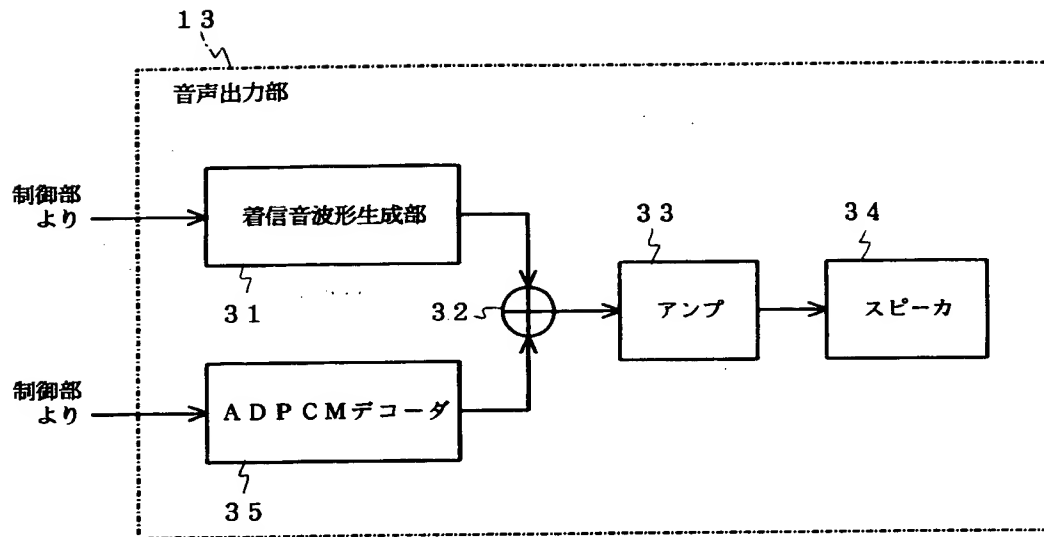 １３
音声出力部
制御部
より
着信音波形生成部
３１
３２
３３
アンプ
３４
スピーカ
制御部
より
ＡＤＰＣＭデコーダ
３５